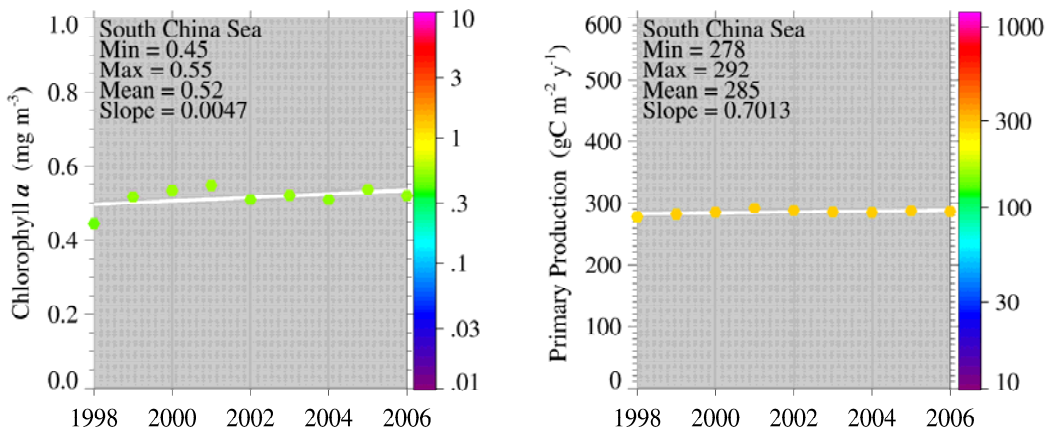 South China Sea
Min = 0.45
Max = 0.55
Mean = 0.52
Slope = 0.0047
Chlorophyll a (mg m-3)
1.0
0.8
0.6
0.4
0.2
0.0
1998 2000 2002 2004 2006
10
3
1
.3
.1
.03
.01
South China Sea
Min = 278
Max = 292
Mean = 285
Slope = 0.7013
Primary Production (gC m-2 y-1)
600
500
400
300
200
100
0
1998 2000 2002 2004 2006
1000
300
100
30
10